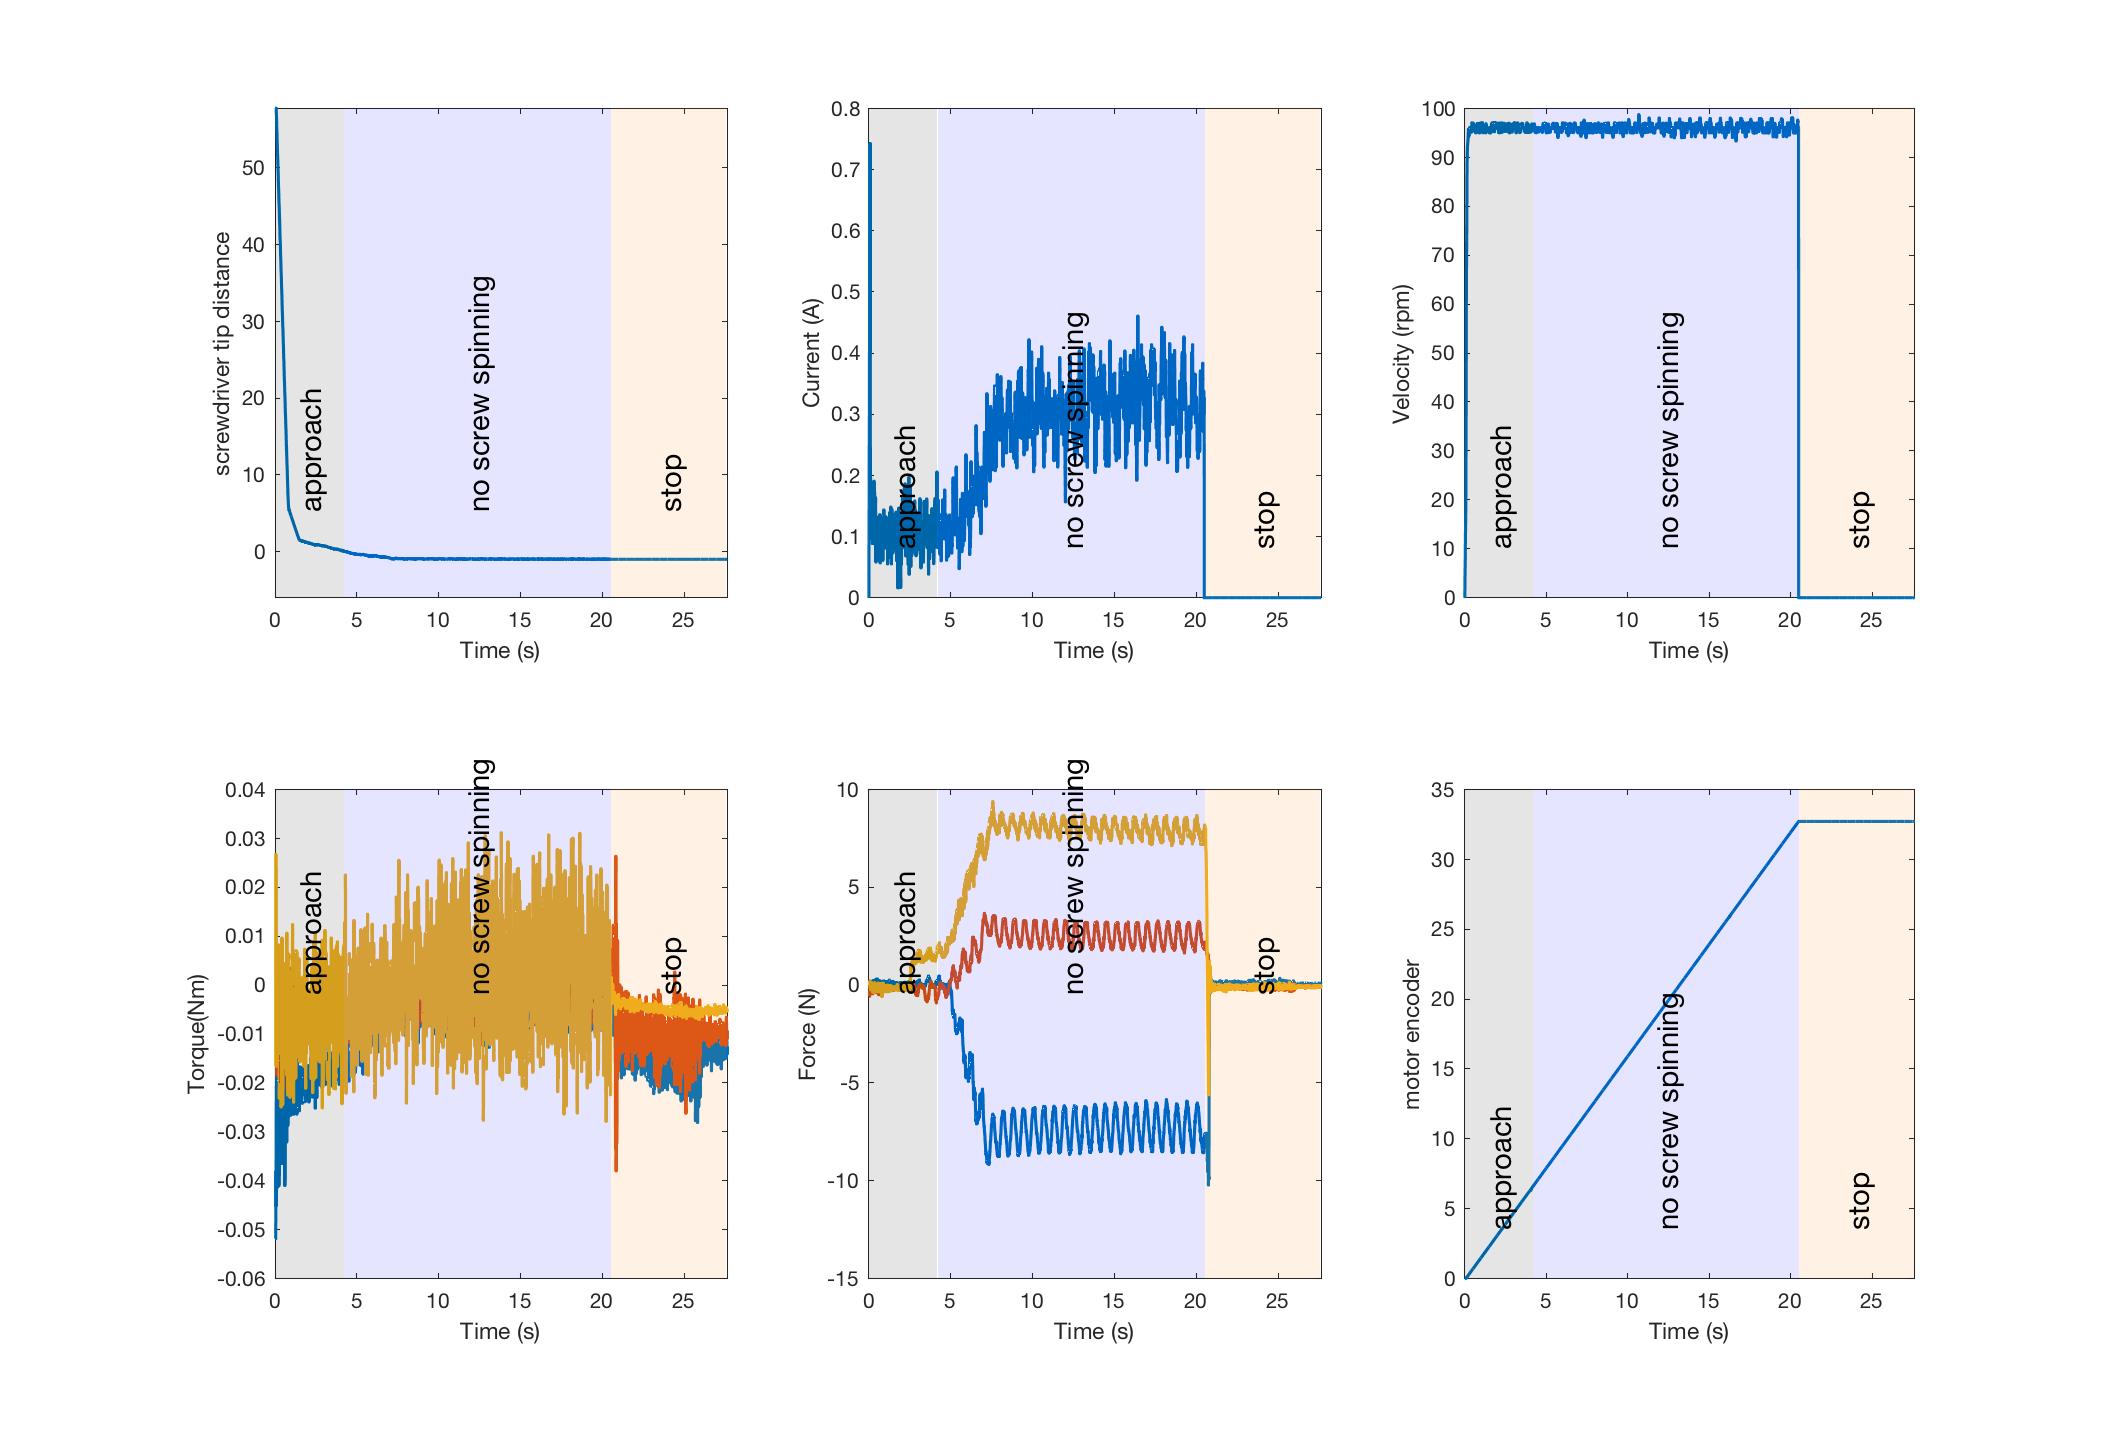 screwdriver tip distance
50
40
30
20
10
0
approach
no screw spinning
stop
0 5 10 15 20 25
Time (s)
Current (A)
0.8
0.7
0.6
0.5
0.4
0.3
0.2
0.1
0
approach
no screw spinning
stop
0 5 10 15 20 25
Time (s)
Velocity (rpm)
100
90
80
70
60
50
40
30
20
10
0
approach
no screw spinning
stop
0 5 10 15 20 25
Time (s)
Torque(Nm)
0.04
0.03
0.02
0.01
0
-0.01
-0.02
-0.03
-0.04
-0.05
-0.06
approach
no screw spinning
stop
0 5 10 15 20 25
Time (s)
Force (N)
10
5
0
-5
-10
-15
approach
no screw spinning
stop
0 5 10 15 20 25
Time (s)
motor encoder
35
30
25
20
15
10
5
0
approach
no screw spinning
stop
0 5 10 15 20 25
Time (s)